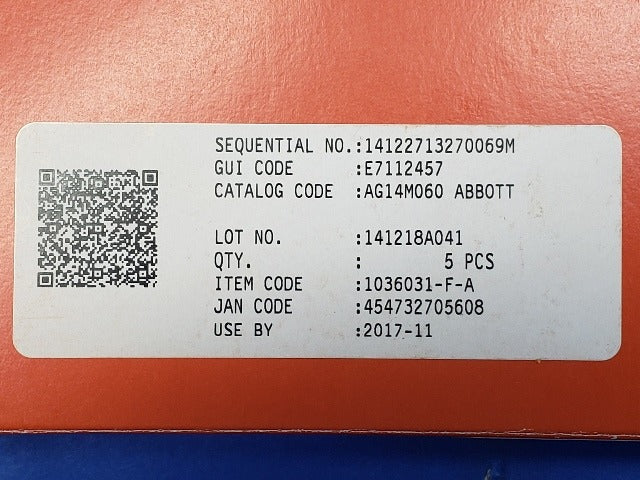 SEQUENTIAL NO.:14122713270069M
GUI CODE :E7112457
CATALOG CODE :AG14M060 ABBOTT
LOT NO. :141218A041
QTY. : 5 PCS
ITEM CODE :1036031-F-A
JAN CODE :454732705608
USE BY :2017-11